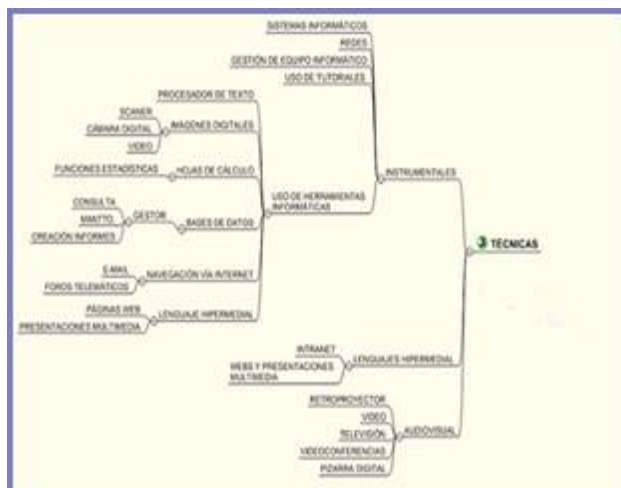 SISTEMAS INFORMÁTICOS
REDES
GESTIÓN DE EQUIPO INFORMÁTICO
USO DE TUTORIALES
PROCESADOR DE TEXTO
SCANER
CÁMARA DIGITAL
VIDEO
IMÁGENES DIGITALES
FUNCIONES ESTADÍSTICAS
HOJAS DE CÁLCULO
CONSULTA
MANTTO.
CREACIÓN INFORMES
GESTOR
BASES DE DATOS
E-MAIL
FOROS TELEMÁTICOS
NAVEGACIÓN VÍA INTERNET
PÁGINAS WEB
PRESENTACIONES MULTIMEDIA
LENGUAJE HIPERMEDIAL
USO DE HERRAMIENTAS
INFORMÁTICAS
INSTRUMENTALES
3 TÉCNICAS
INTRANET
WEBS Y PRESENTACIONES
MULTIMEDIA
LENGUAJES HIPERMEDIAL
RETROPROYECTOR
VIDEO
TELEVISIÓN
VIDEOCONFERENCIAS
PIZARRA DIGITAL
AUDIOVISUAL